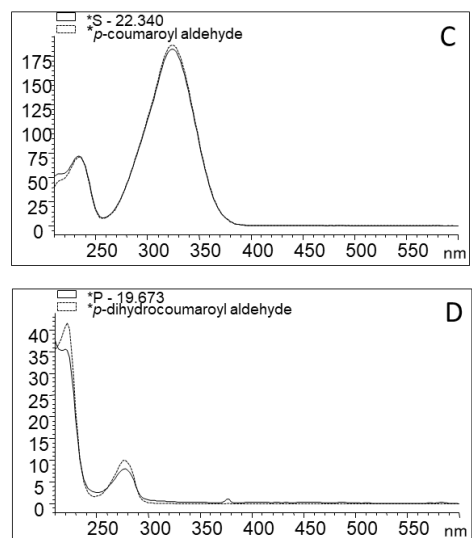 *S - 22.340
*p-coumaroyl aldehyde
C
175
150
125
100
75
50
25
0
250 300 350 400 450 500 550 nm
*P - 19.673
*p-dihydrocoumaroyl aldehyde
D
40
35
30
25
20
15
10
5
0
250 300 350 400 450 500 550 nm